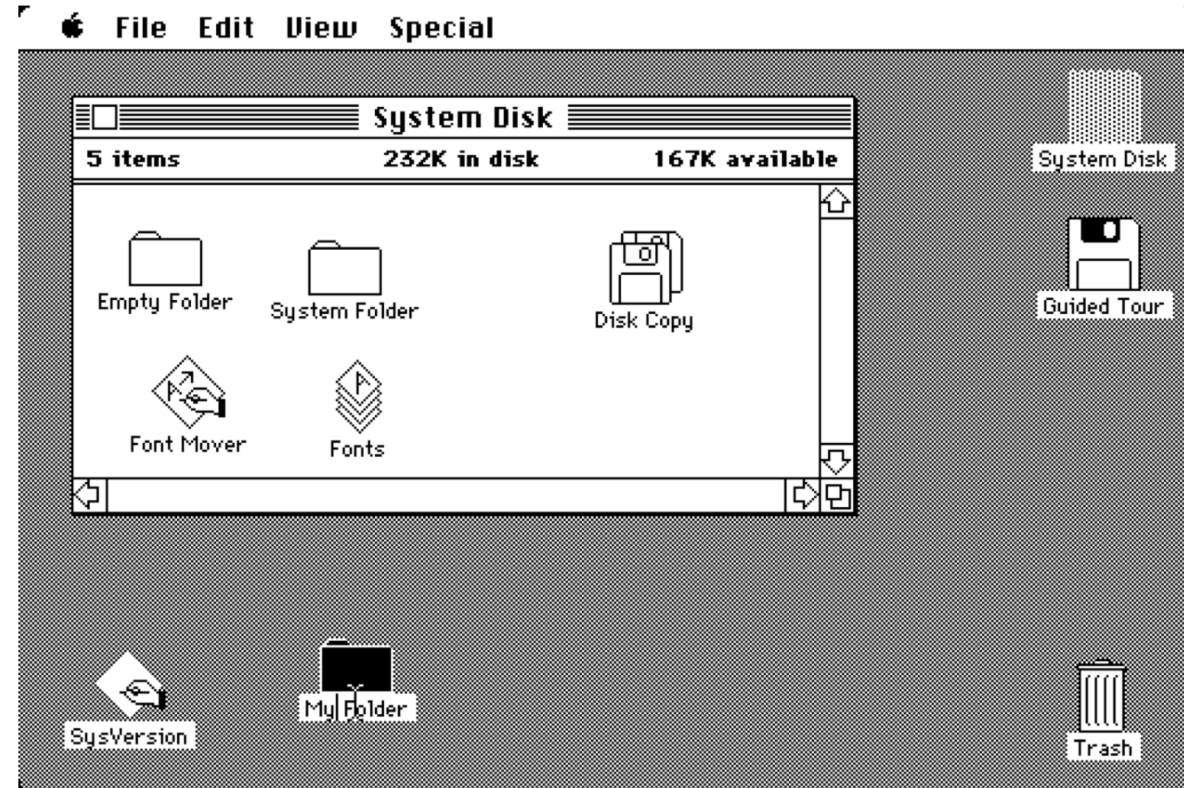 File Edit View Special
System Disk
5 items 232K in disk 167K available
System Disk
Empty Folder System Folder Disk Copy
Guided Tour
Font Mover Fonts
My Folder
SysVersion
Trash